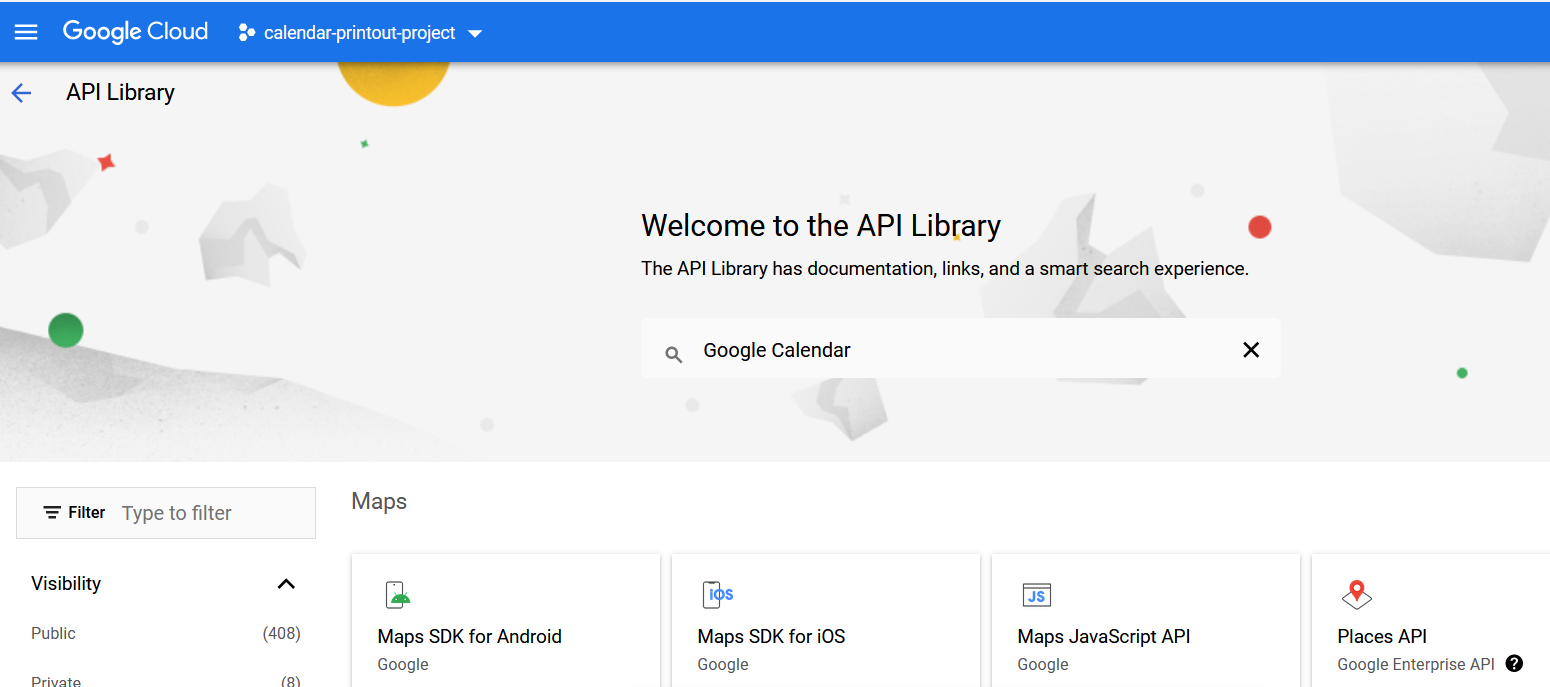 Google Cloud calendar-printout-project
API Library
Welcome to the API Library
The API Library has documentation, links, and a smart search experience.
Google Calendar
Filter Type to filter
Visibility
Public (408)
Private (8)
Maps
Maps SDK for Android
Google
iOS
Maps SDK for iOS
Google
JS
Maps JavaScript API
Google
Places API
Google Enterprise API ?